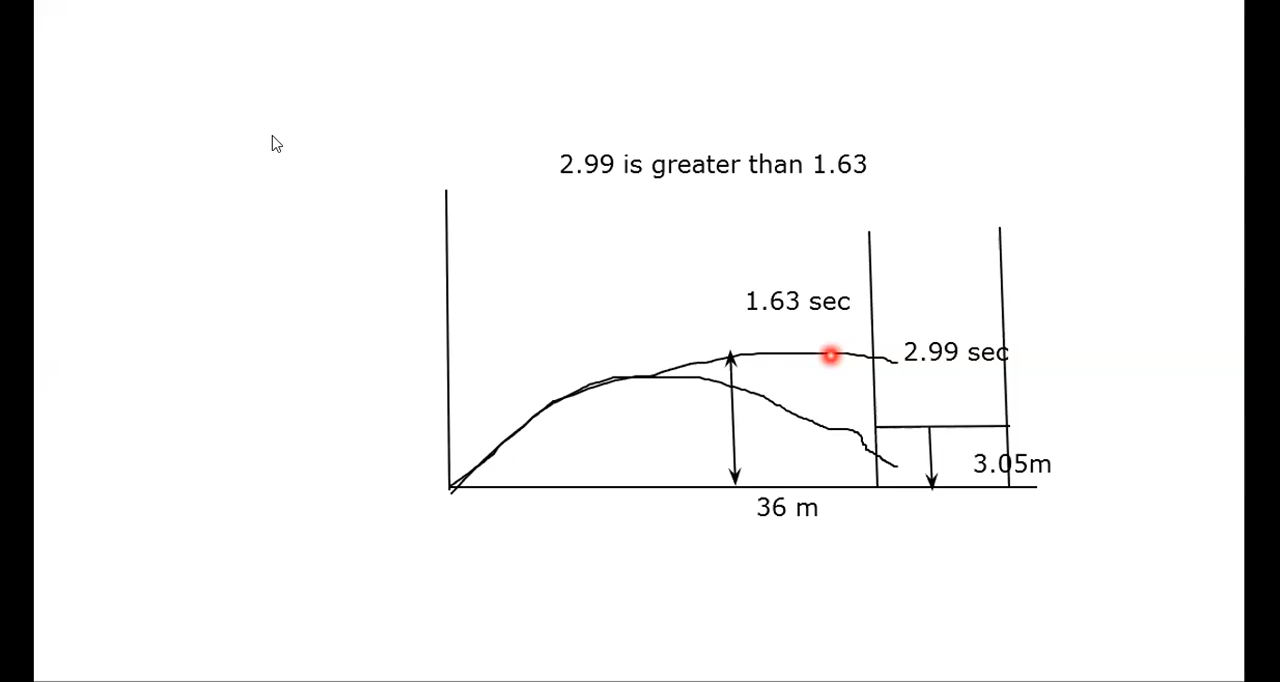 2.99 is greater than 1.63
1.63 sec
2.99 sec
3.05m
36 m